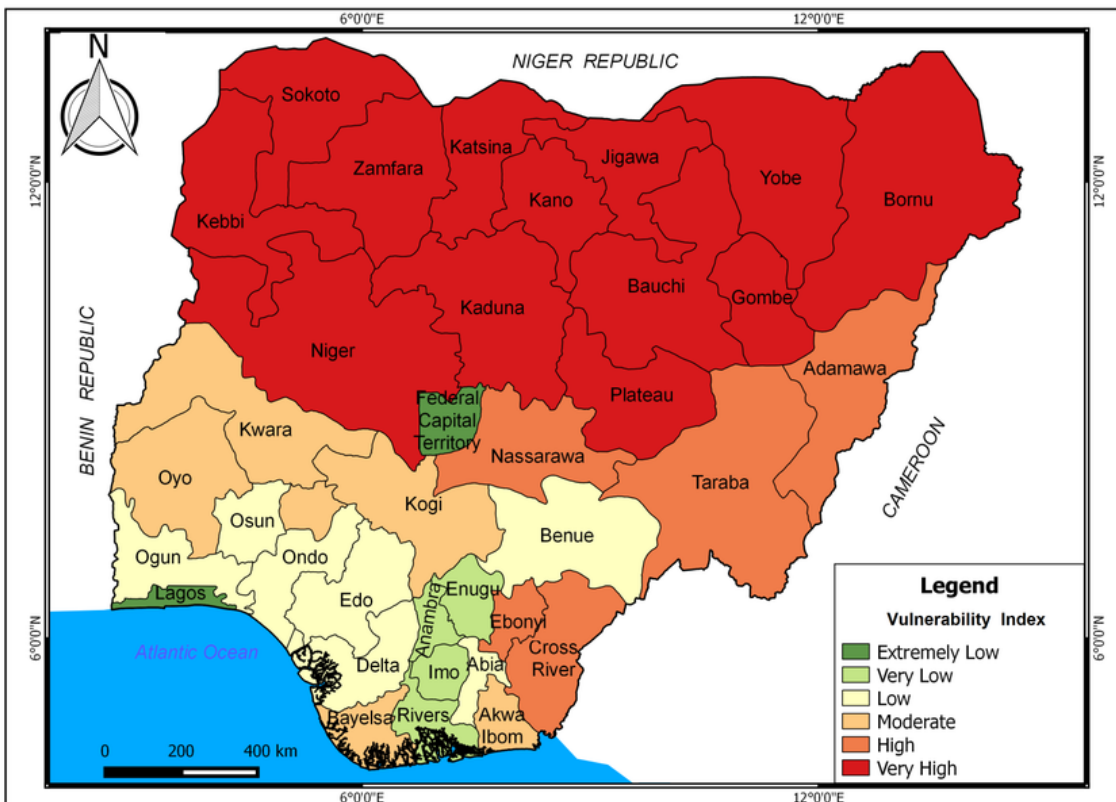 6°0'0"E
12°0'0"E
N
NIGER REPUBLIC
Sokoto
Katsina
Jigawa
Zamfara
Yobe
12°0'0"N
12°0'0"N
Kano
Bornu
Kebbi
Bauchi
Gombe
Kaduna
BENIN REPUBLIC
Niger
Adamawa
Plateau
Federal
Capital
Territory
Kwara
Nassarawa
Oyo
Taraba
CAMEROON
Kogi
Osun
Benue
Ogun
Ondo
Lagos
Enugu
Anambra
Edo
Ebonyi
6°0'0"N
6°0'0"N
Cross
River
Atlantic Ocean
Delta
Abia
Imo
Bayelsa
Rivers
Akwa
Ibom
0 200 400 km
Legend
Vulnerability Index
Extremely Low
Very Low
Low
Moderate
High
Very High
6°0'0"E
12°0'0"E